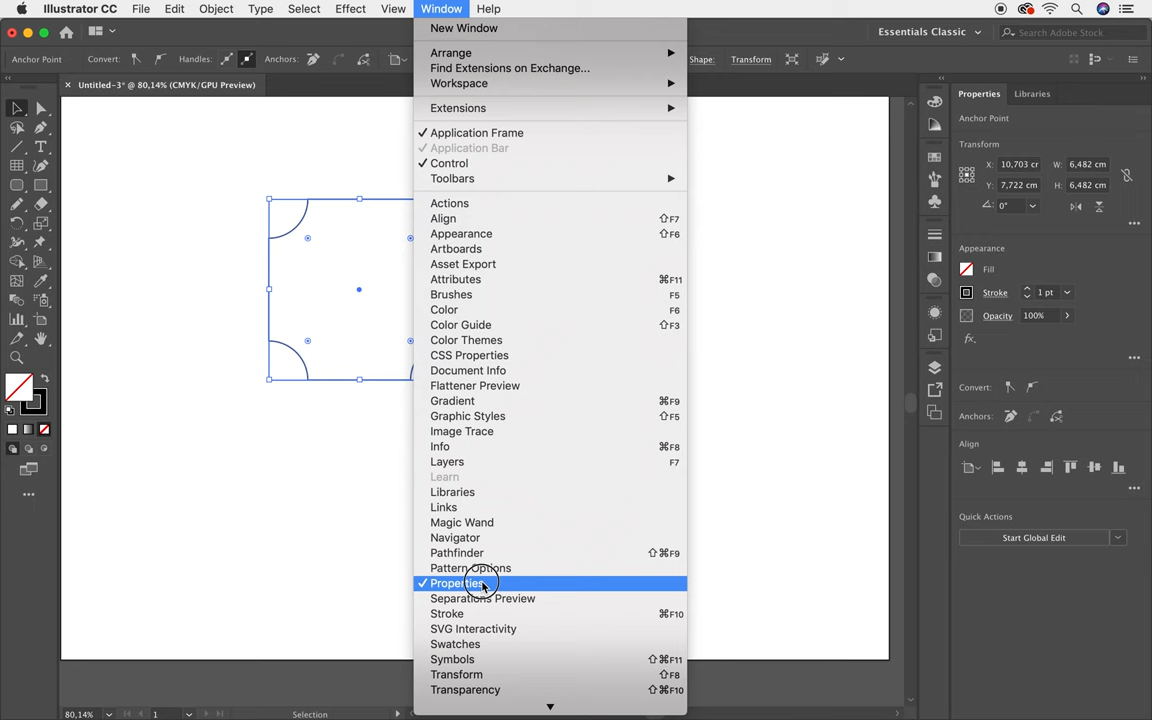 Illustrator CC File Edit Object Type Select Effect View Window Help
Essentials Classic
Search Adobe Stock
Anchor Point Convert: Handles: Anchors: Shape: Transform
× Untitled-3* @ 80,14% (CMYK/GPU Preview)
New Window
Arrange
Find Extensions on Exchange...
Workspace
Extensions
✓ Application Frame
✓ Application Bar
✓ Control
Toolbars
Actions
Align ⇧F7
Appearance ⇧F6
Artboards
Asset Export
Attributes ⌘F11
Brushes F5
Color F6
Color Guide ⇧F3
Color Themes
CSS Properties
Document Info
Flattener Preview
Gradient ⌘F9
Graphic Styles ⇧F5
Image Trace
Info ⌘F8
Layers F7
Learn
Libraries
Links
Magic Wand
Navigator
Pathfinder ⇧⌘F9
Pattern Options
✓ Properties
Separations Preview
Stroke ⌘F10
SVG Interactivity
Swatches
Symbols ⇧⌘F11
Transform ⇧F8
Transparency ⇧⌘F10
Properties Libraries
Anchor Point
Transform
X: 10,703 cr W: 6,482 cm
Y: 7,722 cm H: 6,482 cm
0°
Appearance
Fill
Stroke 1 pt
Opacity 100%
fx.
Convert:
Anchors:
Align
Quick Actions
Start Global Edit
80,14% 1 Selection